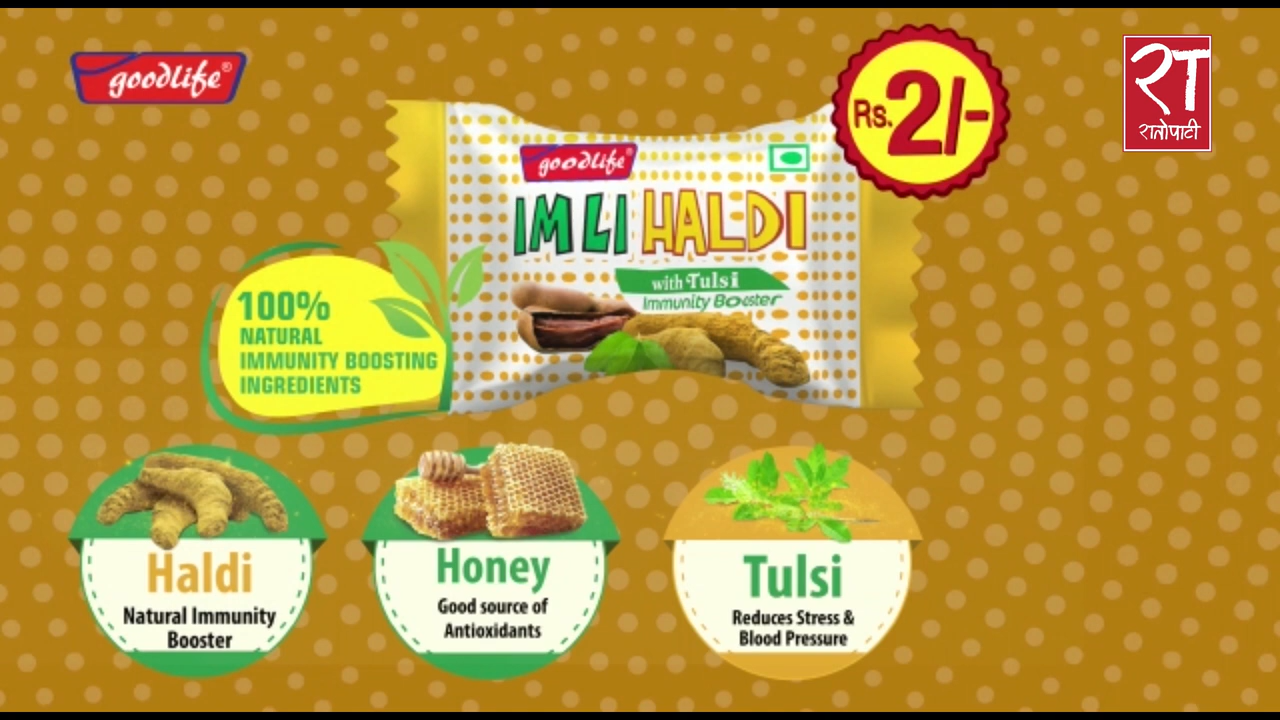 goodlife®
Rs. 2/-
रा
रातोपाटी
goodlife®
IMLI HALDI
with Tulsi
Immunity Booster
100%
NATURAL
IMMUNITY BOOSTING
INGREDIENTS
Haldi
Natural Immunity
Booster
Honey
Good source of
Antioxidants
Tulsi
Reduces Stress &
Blood Pressure